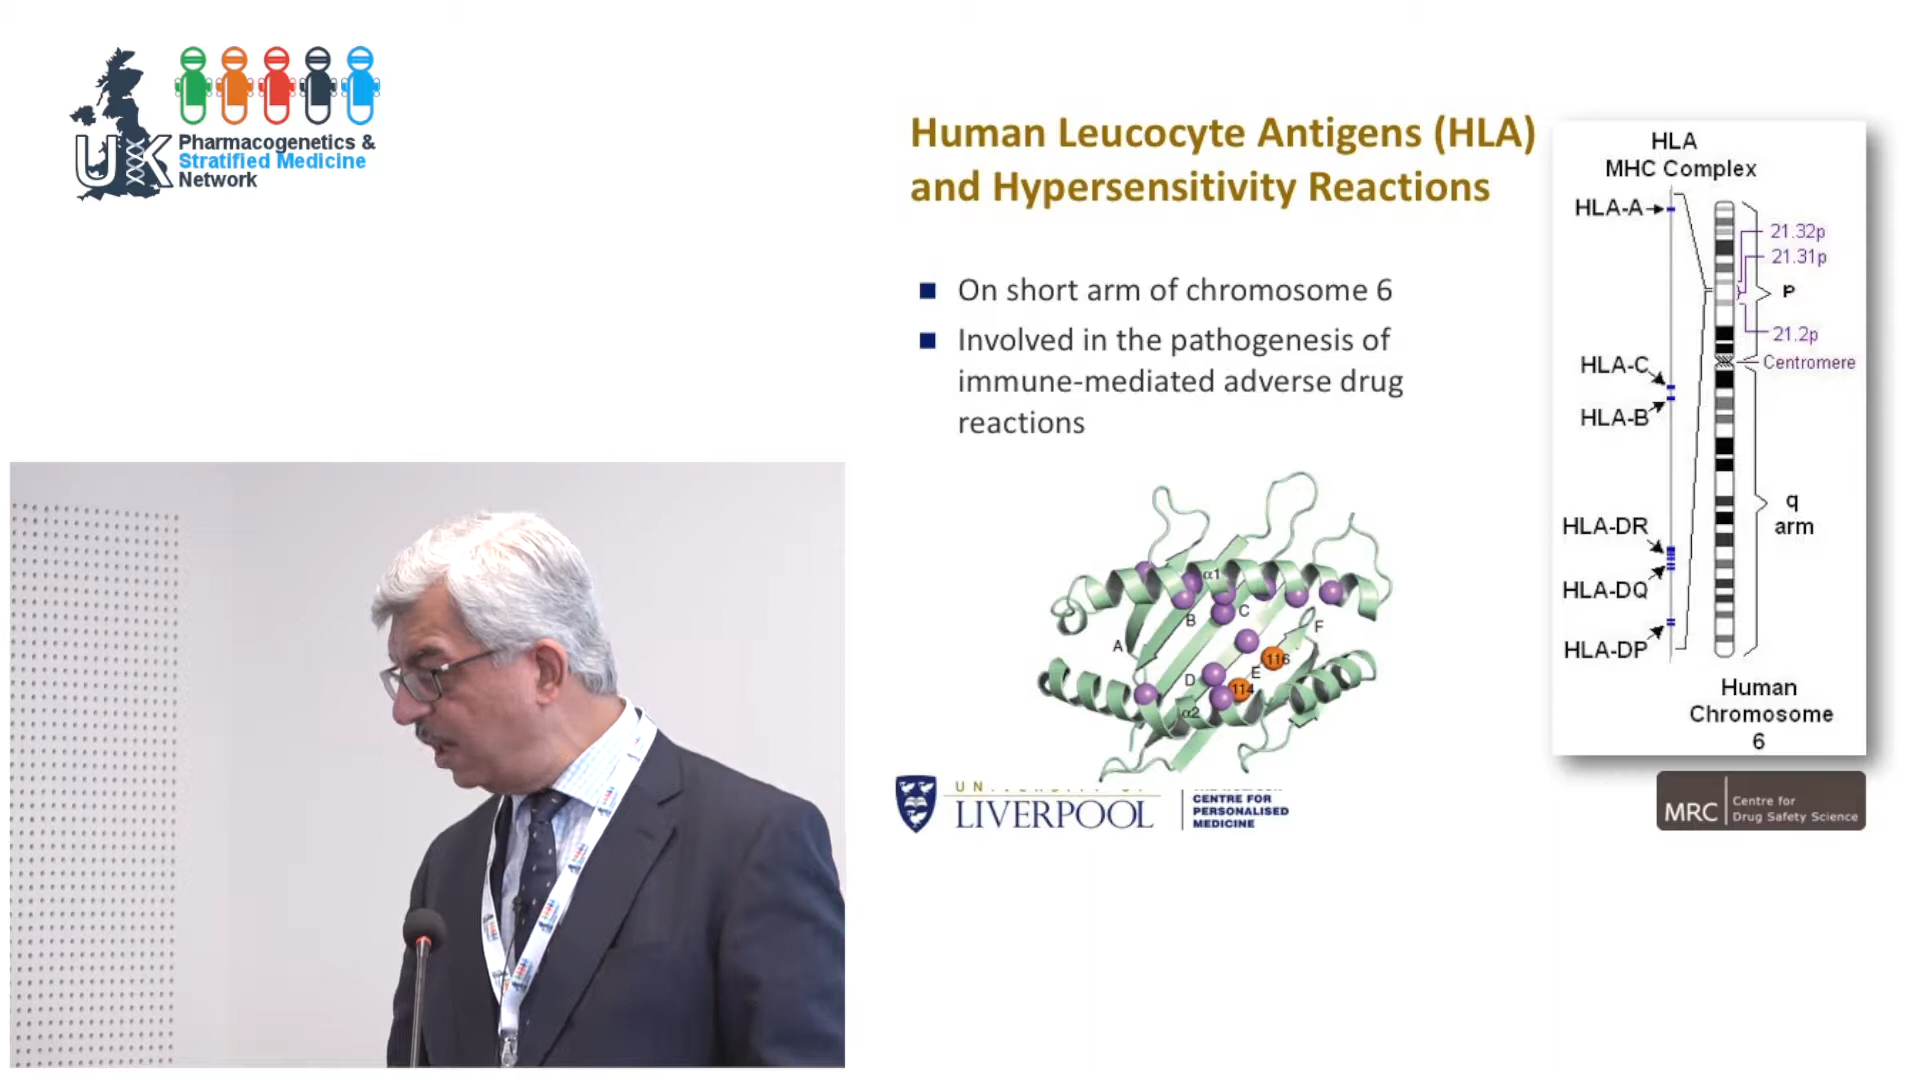 UK
Pharmacogenetics &
Stratified Medicine
Network
Human Leucocyte Antigens (HLA)
and Hypersensitivity Reactions
On short arm of chromosome 6
Involved in the pathogenesis of
immune-mediated adverse drug
reactions
α1
B
C
A
F
116
D
E
114
α2
UNIVERSITY OF
LIVERPOOL
CENTRE FOR
PERSONALISED
MEDICINE
HLA
MHC Complex
HLA-A
21.32p
21.31p
P
21.2p
HLA-C
Centromere
HLA-B
q
arm
HLA-DR
HLA-DQ
HLA-DP
Human
Chromosome
6
MRC
Centre for
Drug Safety Science